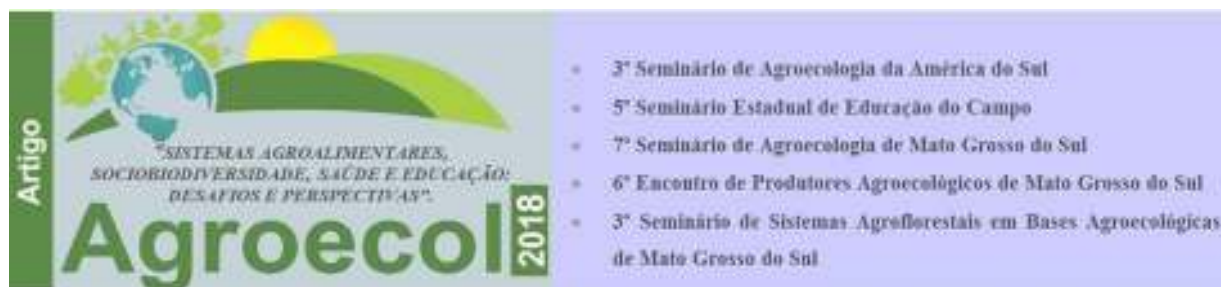 Artigo
"SISTEMAS AGROALIMENTARES,
SOCIOBIODIVERSIDADE, SAÚDE E EDUCAÇÃO:
DESAFIOS E PERSPECTIVAS".
Agroecol 2018
3º Seminário de Agroecologia da América do Sul
5º Seminário Estadual de Educação do Campo
7º Seminário de Agroecologia de Mato Grosso do Sul
6º Encontro de Produtores Agroecológicos de Mato Grosso do Sul
3º Seminário de Sistemas Agroflorestais em Bases Agroecológicas
de Mato Grosso do Sul